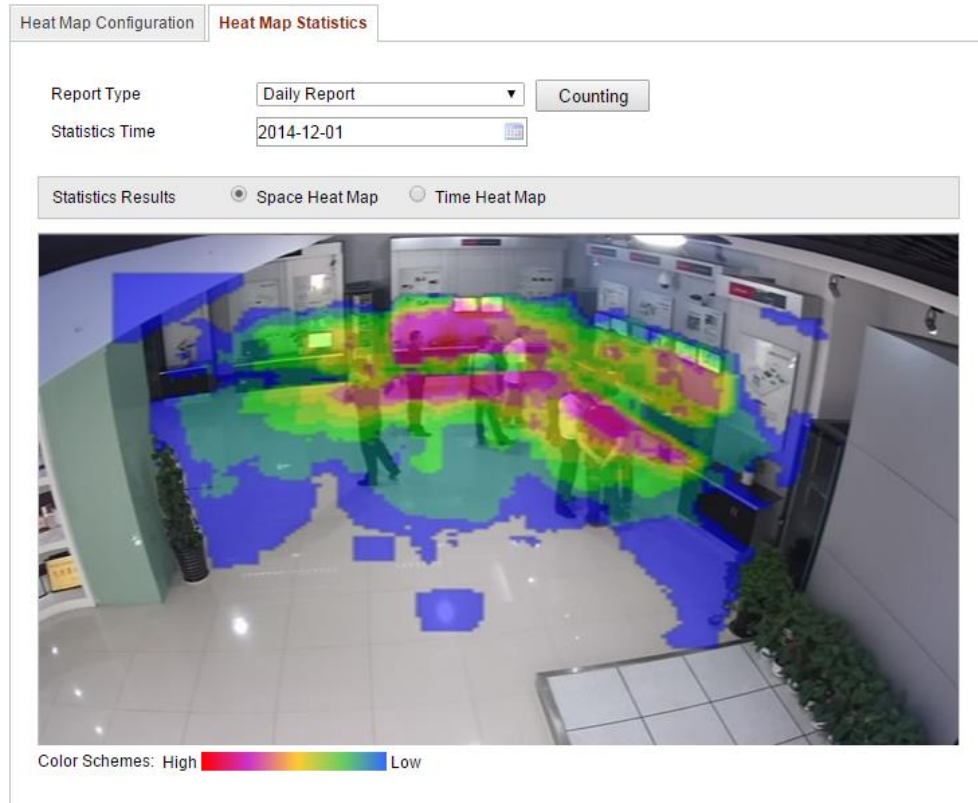 Heat Map Configuration
Heat Map Statistics
Report Type
Daily Report
Counting
Statistics Time
2014-12-01
Statistics Results
Space Heat Map
Time Heat Map
Color Schemes: High
Low